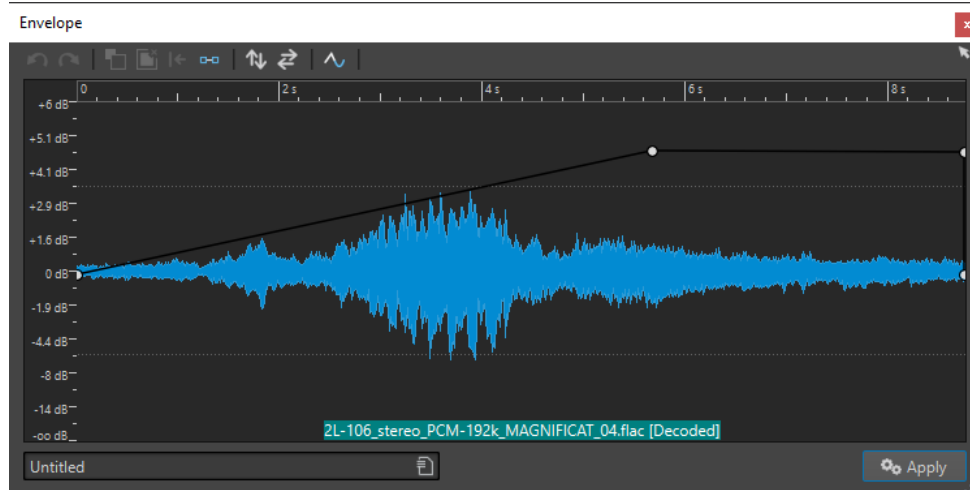 Envelope
0 2 s 4 s 6 s 8 s
+6 dB
+5.1 dB
+4.1 dB
+2.9 dB
+1.6 dB
0 dB
-1.9 dB
-4.4 dB
-8 dB
-14 dB
-oo dB
2L-106_stereo_PCM-192k_MAGNIFICAT_04.flac [Decoded]
Untitled
Apply